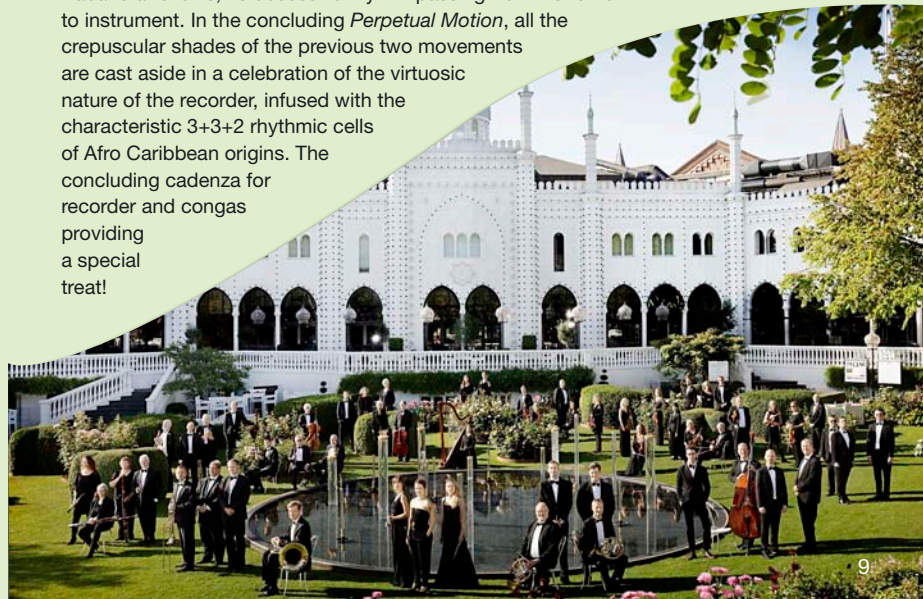 to instrument. In the concluding Perpetual Motion, all the
crepuscular shades of the previous two movements
are cast aside in a celebration of the virtuosic
nature of the recorder, infused with the
characteristic 3+3+2 rhythmic cells
of Afro Caribbean origins. The
concluding cadenza for
recorder and congas
providing
a special
treat!
9